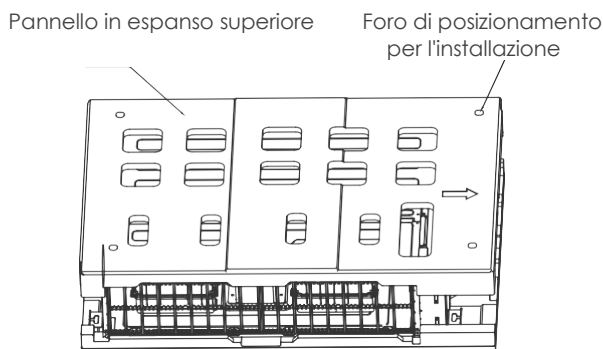 Pannello in espanso superiore
Foro di posizionamento
per l'installazione